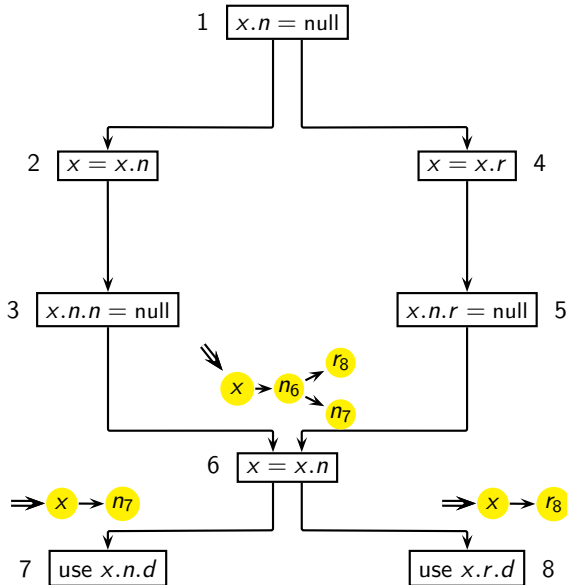 1 x.n = null
2 x = x.n
x = x.r 4
3 x.n.n = null
x.n.r = null 5
r8
x n6
n7
6 x = x.n
x n7
x r8
7 use x.n.d
use x.r.d 8